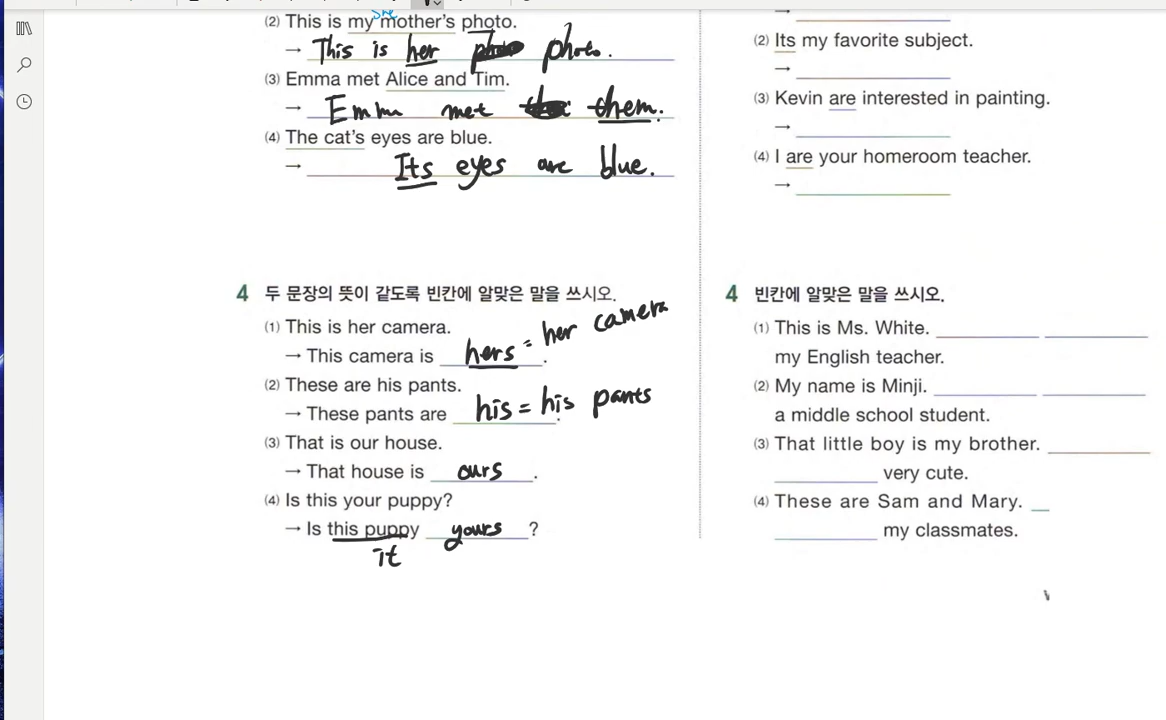 (2) This is my mother's photo.
she
→ This is her photo.
(3) Emma met Alice and Tim.
→ Emma met them.
(4) The cat's eyes are blue.
→ Its eyes are blue.
4 두 문장의 뜻이 같도록 빈칸에 알맞은 말을 쓰시오.
(1) This is her camera.
→ This camera is hers = her camera.
(2) These are his pants.
→ These pants are his = his pants.
(3) That is our house.
→ That house is ours.
(4) Is this your puppy?
→ Is this puppy yours?
it
→
(2) Its my favorite subject.
→
(3) Kevin are interested in painting.
→
(4) I are your homeroom teacher.
→
4 빈칸에 알맞은 말을 쓰시오.
(1) This is Ms. White.
my English teacher.
(2) My name is Minji.
a middle school student.
(3) That little boy is my brother.
very cute.
(4) These are Sam and Mary.
my classmates.